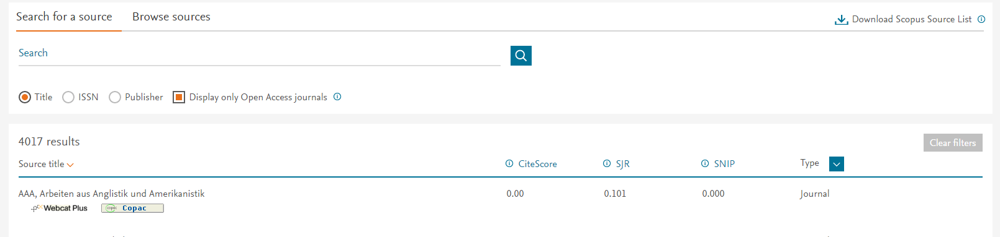 Search for a source Browse sources
Download Scopus Source List
Search
Title ISSN Publisher Display only Open Access journals
4017 results
Clear filters
Source title CiteScore SJR SNIP Type
AAA, Arbeiten aus Anglistik und Amerikanistik 0.00 0.101 0.000 Journal
Webcat Plus copac Copac